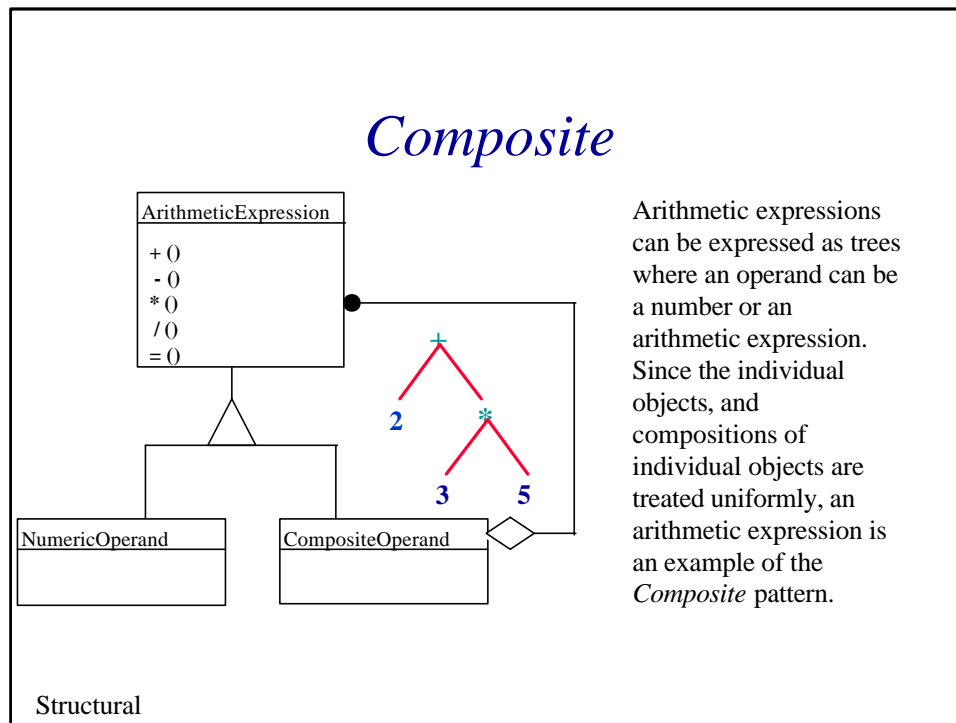 Composite
ArithmeticExpression
+ ()
- ()
* ()
/ ()
= ()
+
2
*
3 5
NumericOperand
CompositeOperand
Arithmetic expressions
can be expressed as trees
where an operand can be
a number or an
arithmetic expression.
Since the individual
objects, and
compositions of
individual objects are
treated uniformly, an
arithmetic expression is
an example of the
Composite pattern.
Structural